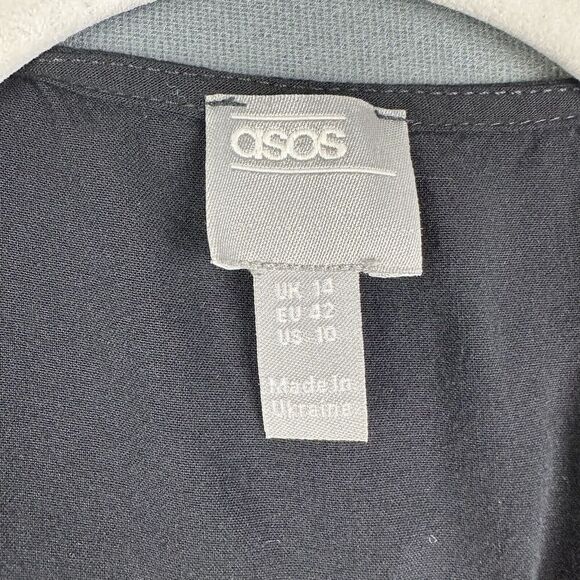 asos
UK 14
EU 42
US 10
Made in
Ukraine